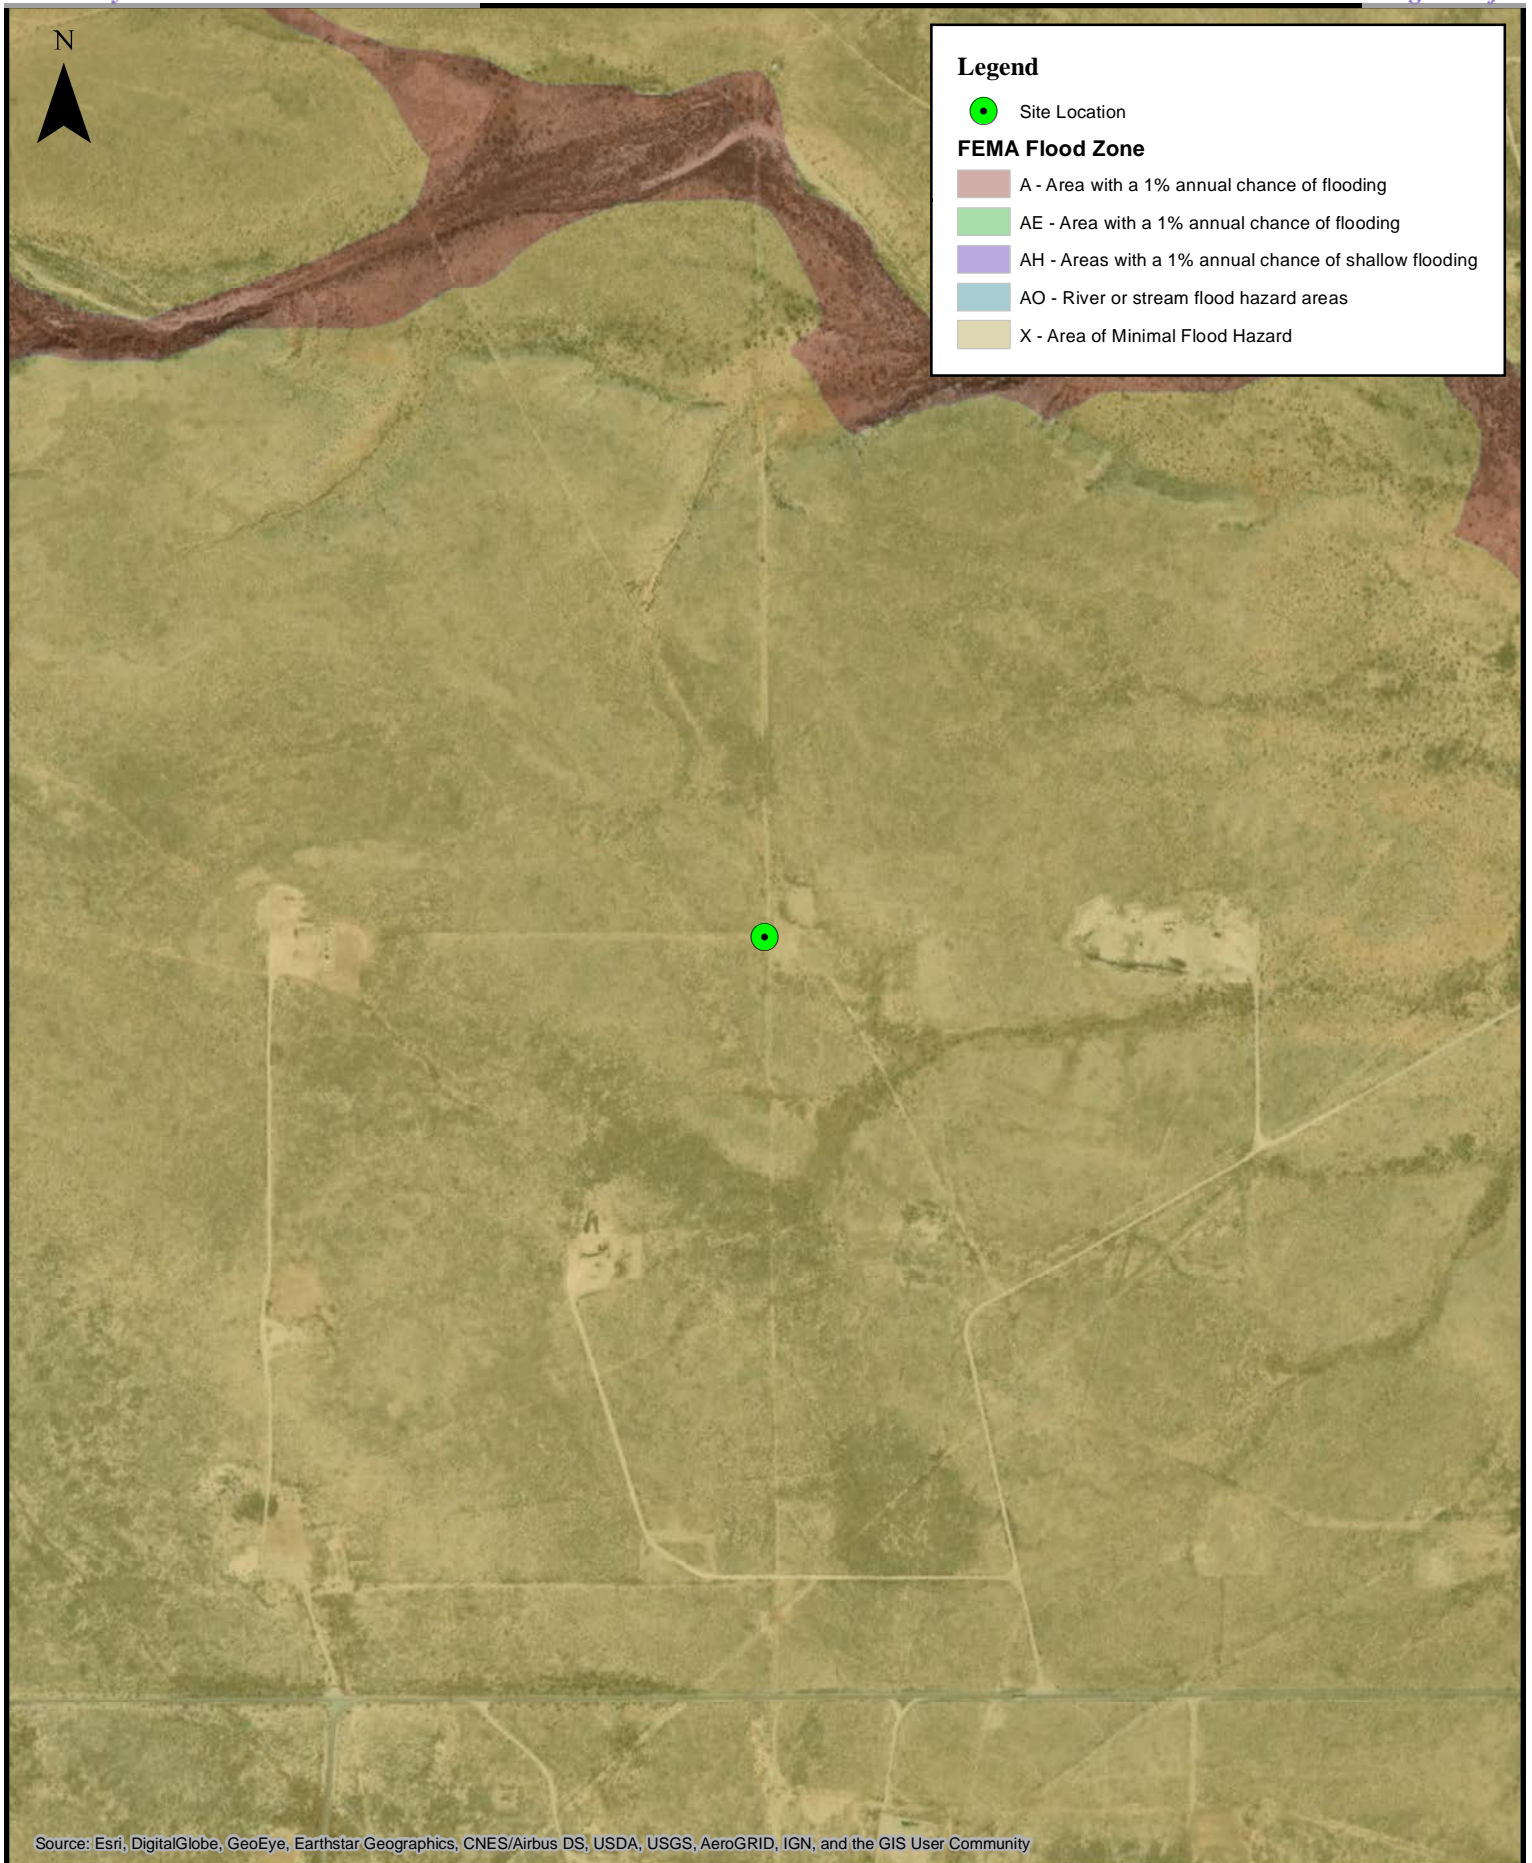 N
Legend
Site Location
FEMA Flood Zone
A - Area with a 1% annual chance of flooding
AE - Area with a 1% annual chance of flooding
AH - Areas with a 1% annual chance of shallow flooding
AO - River or stream flood hazard areas
X - Area of Minimal Flood Hazard
Source: Esri, DigitalGlobe, GeoEye, Earthstar Geographics, CNES/Airbus DS, USDA, USGS, AeroGRID, IGN, and the GIS User Community